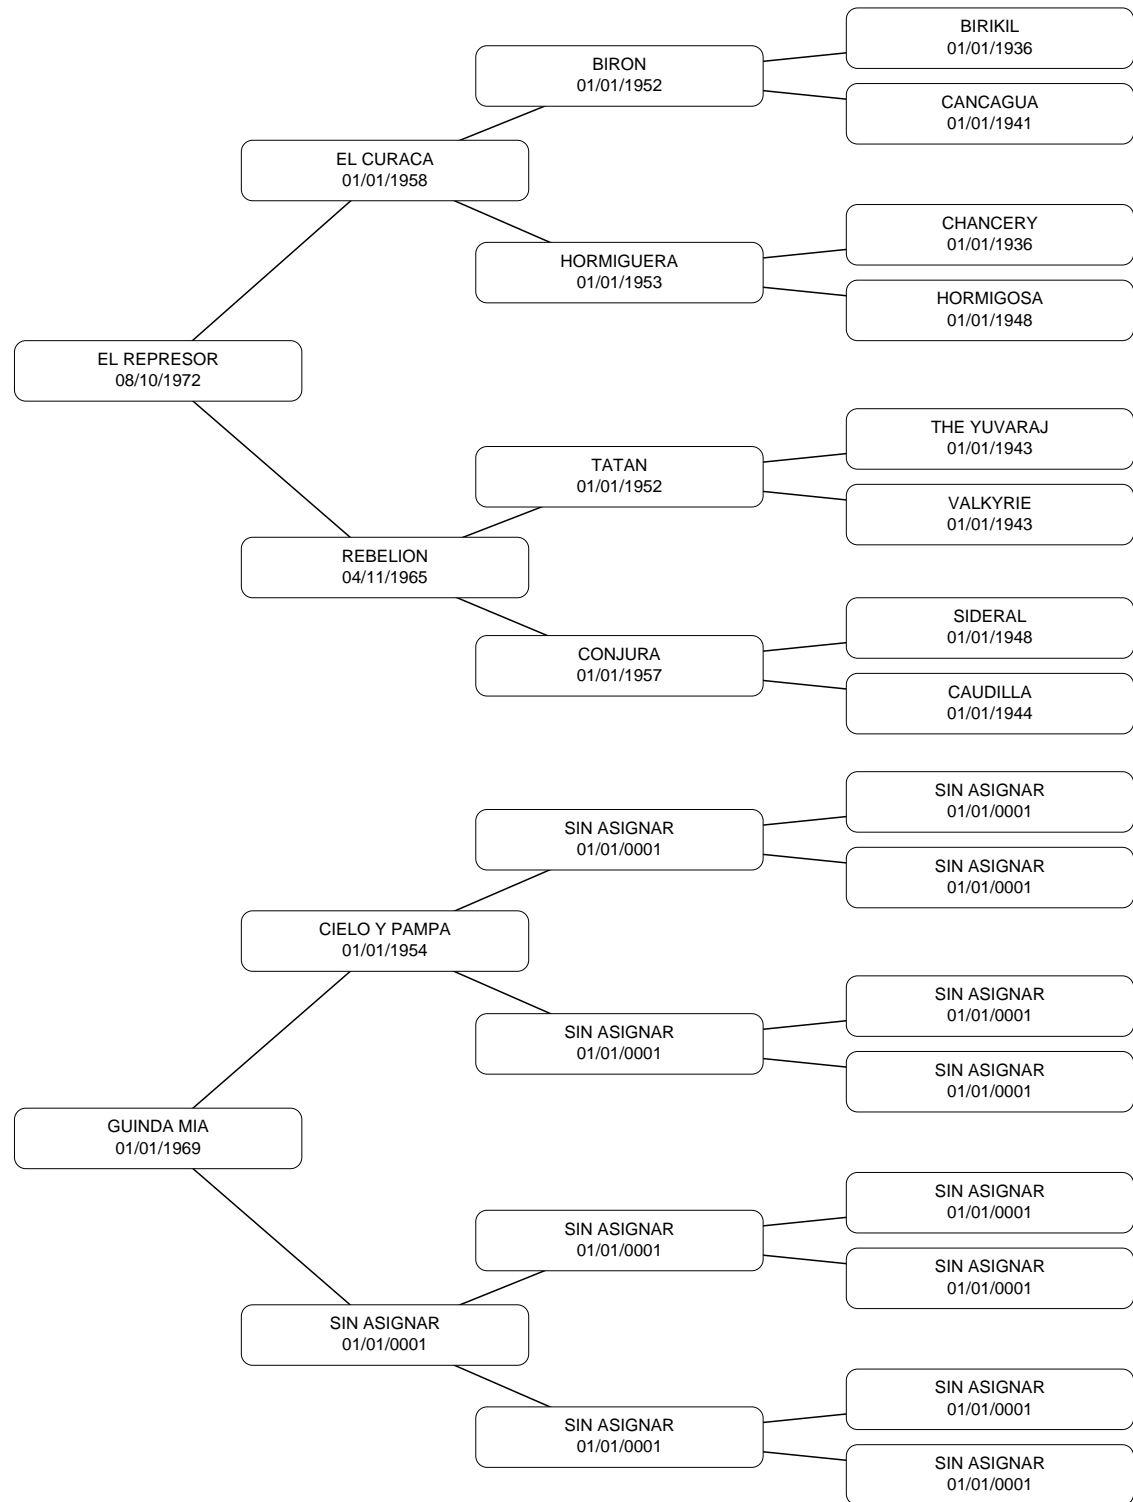 BIRIKIL
01/01/1936
BIRON
01/01/1952
CANCAGUA
01/01/1941
EL CURACA
01/01/1958
CHANCERY
01/01/1936
HORMIGUERA
01/01/1953
HORMIGOSA
01/01/1948
EL REPRESOR
08/10/1972
THE YUVARAJ
01/01/1943
TATAN
01/01/1952
VALKYRIE
01/01/1943
REBELION
04/11/1965
SIDERAL
01/01/1948
CONJURA
01/01/1957
CAUDILLA
01/01/1944
SIN ASIGNAR
01/01/0001
SIN ASIGNAR
01/01/0001
SIN ASIGNAR
01/01/0001
CIELO Y PAMPA
01/01/1954
SIN ASIGNAR
01/01/0001
SIN ASIGNAR
01/01/0001
SIN ASIGNAR
01/01/0001
GUINDA MIA
01/01/1969
SIN ASIGNAR
01/01/0001
SIN ASIGNAR
01/01/0001
SIN ASIGNAR
01/01/0001
SIN ASIGNAR
01/01/0001
SIN ASIGNAR
01/01/0001
SIN ASIGNAR
01/01/0001
SIN ASIGNAR
01/01/0001